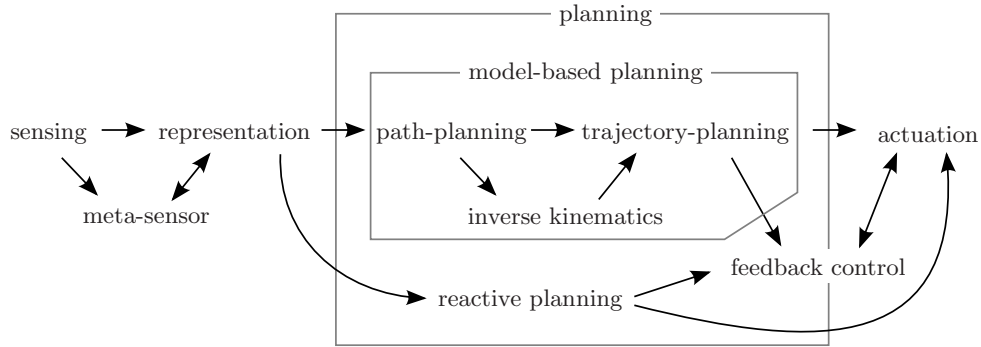 planning
model-based planning
sensing
representation
path-planning
trajectory-planning
actuation
meta-sensor
inverse kinematics
feedback control
reactive planning